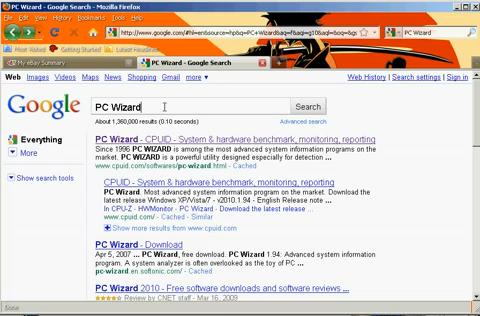 PC Wizard - Google Search - Mozilla Firefox
File Edit View History Bookmarks Tools Help
http://www.google.com/#hl=en&source=hp&q=PC+Wizard&aq=f&aqi=g10&aql=&oq=&gs
PC Wizard
Most Visited Getting Started Latest Headlines
My eBay Summary
PC Wizard - Google Search
Web Images Videos Maps News Shopping Gmail more ▼
Web History | Search settings | Sign in
Google
PC Wizard
Search
About 1,360,000 results (0.10 seconds)
Advanced search
Everything
More
Show search tools
PC Wizard - CPUID - System & hardware benchmark, monitoring, reporting
Since 1996 PC WIZARD is among the most advanced system information programs on the
market. PC WIZARD is a powerful utility designed especially for detection ...
www.cpuid.com/softwares/pc-wizard.html - Cached
CPUID - System & hardware benchmark, monitoring, reporting
PC Wizard. Most advanced system information program of the market. Download the
latest release Windows XP/Vista/7 - v2010.1.94 - English Release note ...
In CPU-Z - HWMonitor - PC Wizard - Download the latest release ...
www.cpuid.com/ - Cached - Similar
Show more results from www.cpuid.com
PC Wizard - Download
Apr 5, 2007 ... PC Wizard, free download. PC Wizard 1.94: Advanced system information
program. A system analyzer is often overlooked as the toy of PC ...
pc-wizard.en.softonic.com/ - Cached
PC Wizard 2010 - Free software downloads and software reviews ...
Review by CNET staff - Mar 16, 2009
Done